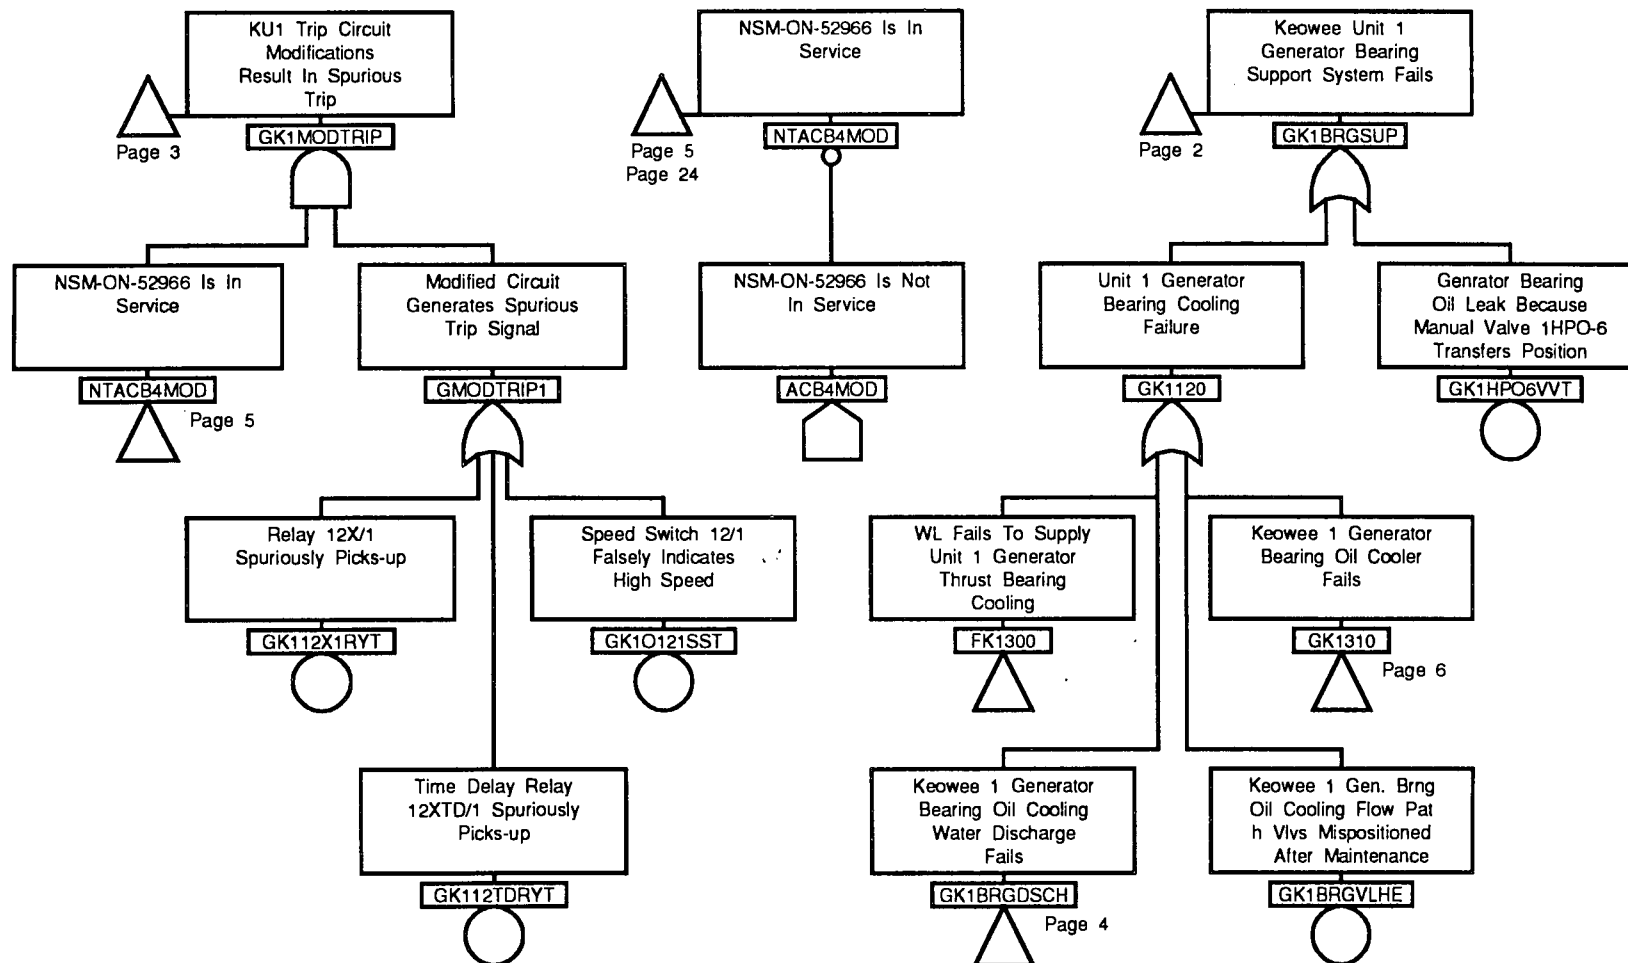 KU1 Trip Circuit
Modifications
Result In Spurious
Trip
Page 3
GK1MODTRIP
NSM-ON-52966 Is In
Service
NTACB4MOD
Page 5
Modified Circuit
Generates Spurious
Trip Signal
GMODTRIP1
Relay 12X/1
Spuriously Picks-up
GK112X1RYT
Speed Switch 12/1
Falsely Indicates
High Speed
GK1O121SST
Time Delay Relay
12XTD/1 Spuriously
Picks-up
GK112TDRYT
NSM-ON-52966 Is In
Service
Page 5
Page 24
NTACB4MOD
NSM-ON-52966 Is Not
In Service
ACB4MOD
Keowee Unit 1
Generator Bearing
Support System Fails
Page 2
GK1BRGSUP
Unit 1 Generator
Bearing Cooling
Failure
GK1120
Genrator Bearing
Oil Leak Because
Manual Valve 1HPO-6
Transfers Position
GK1HPO6VVT
WL Fails To Supply
Unit 1 Generator
Thrust Bearing
Cooling
FK1300
Keowee 1 Generator
Bearing Oil Cooler
Fails
GK1310
Page 6
Keowee 1 Generator
Bearing Oil Cooling
Water Discharge
Fails
GK1BRGDSCH
Page 4
Keowee 1 Gen. Brng
Oil Cooling Flow Pat
h Vlvs Mispositioned
After Maintenance
GK1BRGVLHE